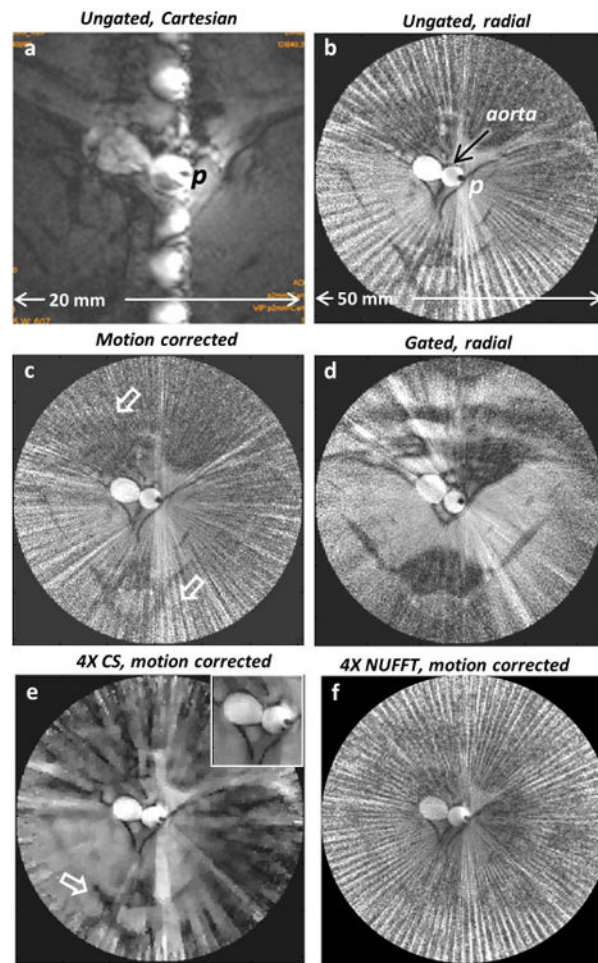 Ungated, Cartesian
Ungated, radial
a
b
aorta
p
p
20 mm
50 mm
Motion corrected
Gated, radial
c
d
4X CS, motion corrected
4X NUFFT, motion corrected
e
f